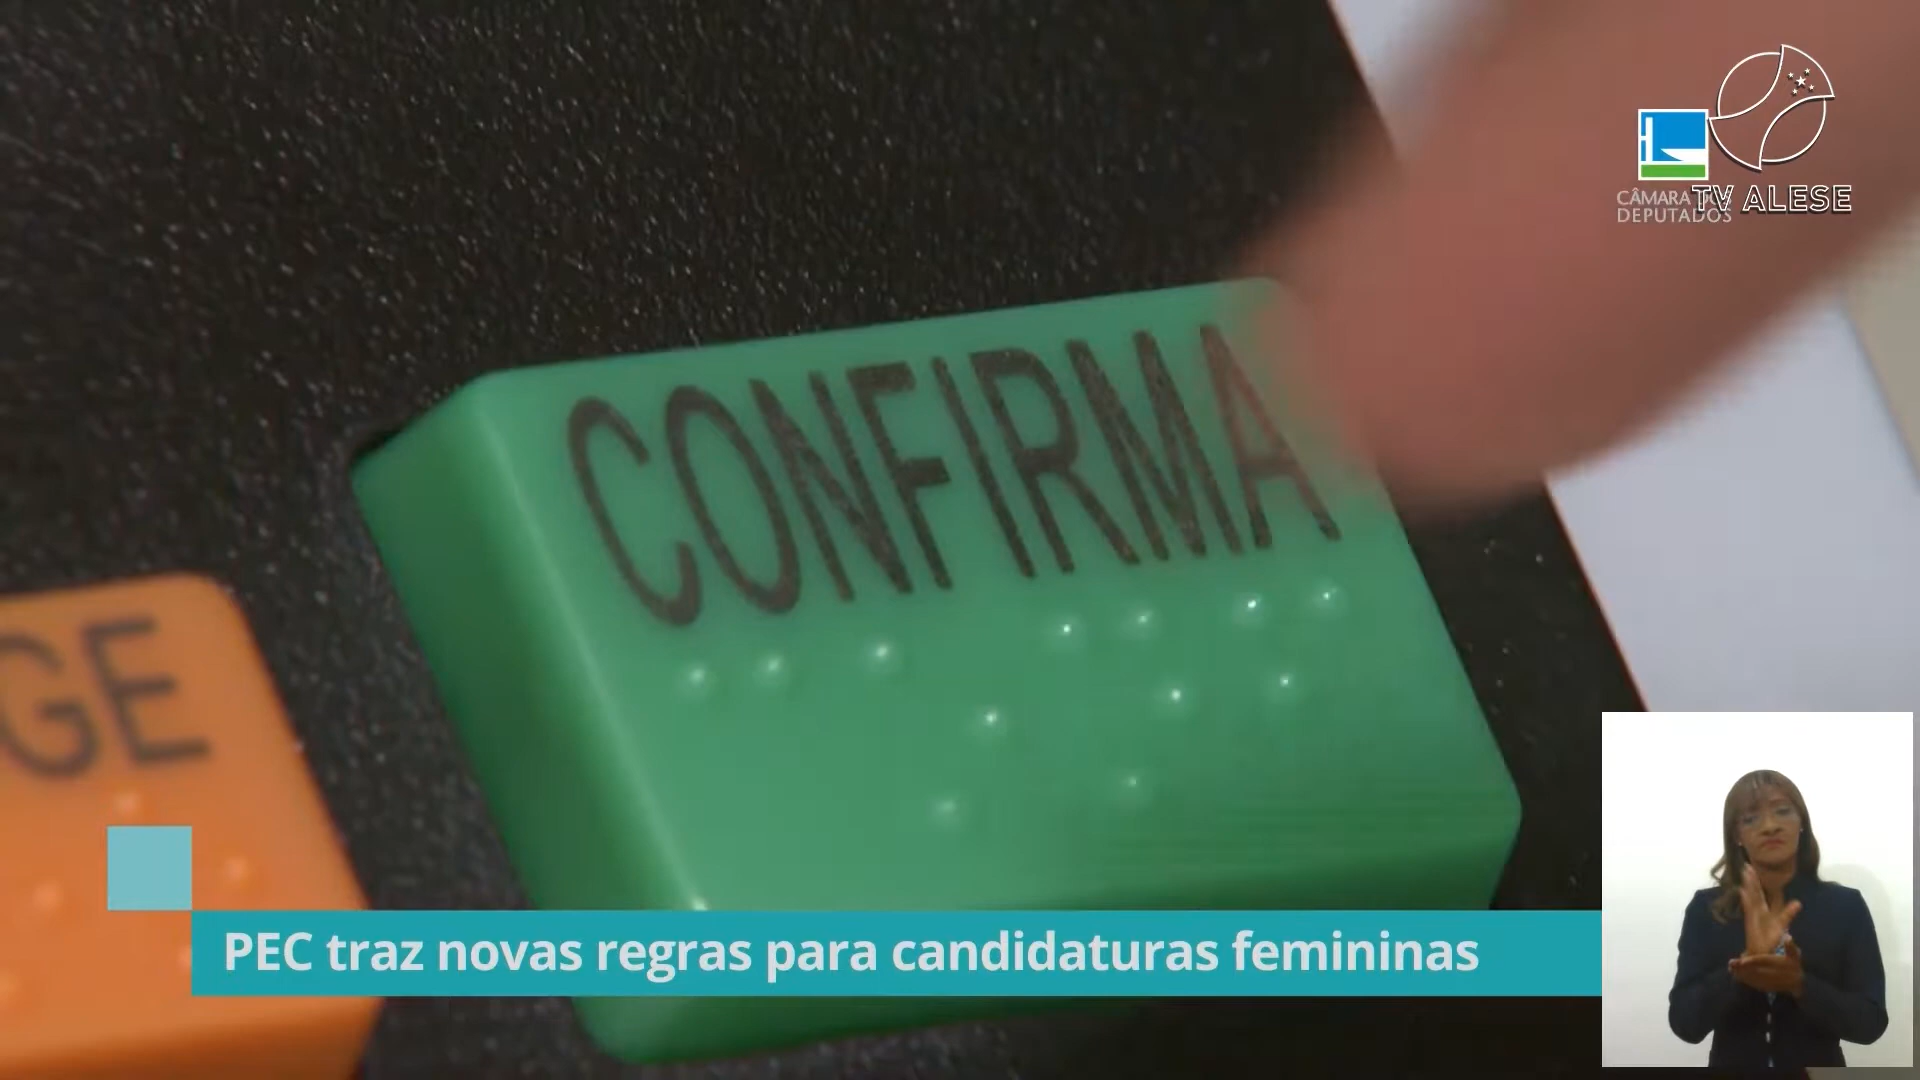 CÂMARA DOS
DEPUTADOS
TV ALESE
CONFIRMA
GE
PEC traz novas regras para candidaturas femininas